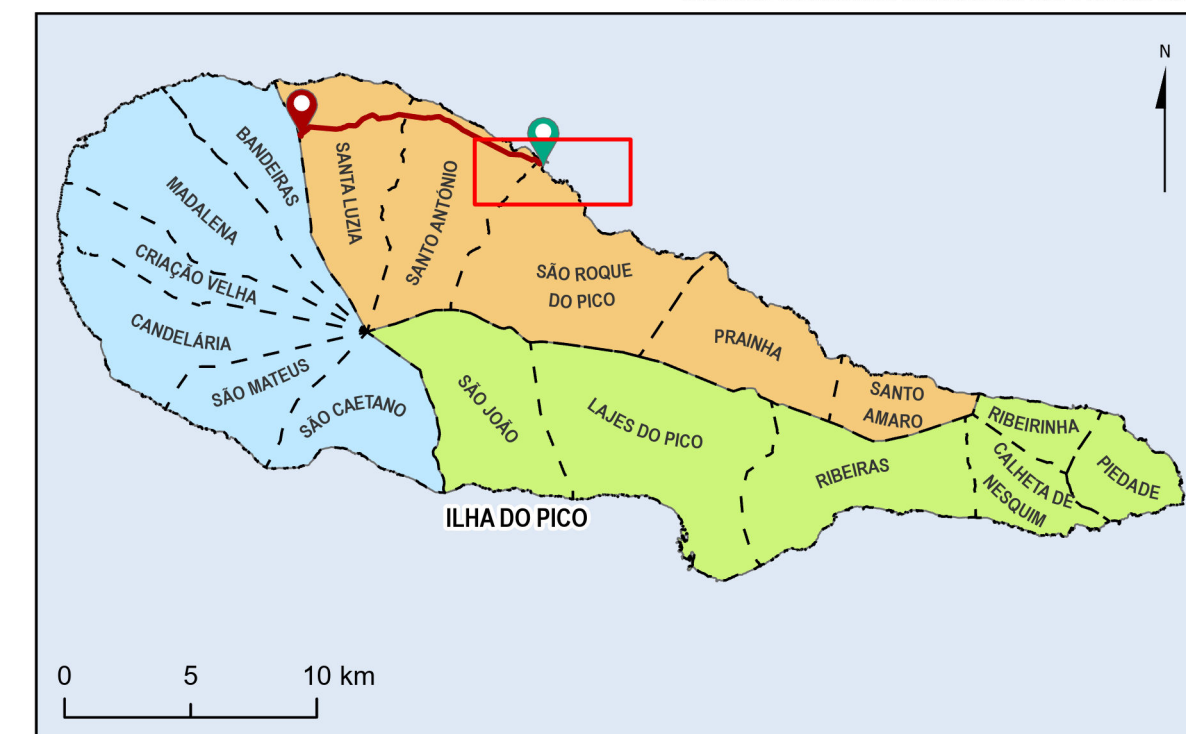 N
BANDEIRAS
MADALENA
CRIAÇÃO VELHA
CANDELÁRIA
SÃO MATEUS
SÃO CAETANO
SANTA LUZIA
SANTO ANTÓNIO
SÃO ROQUE
DO PICO
PRAINHA
SANTO
AMARO
SÃO JOÃO
LAJES DO PICO
RIBEIRAS
RIBEIRINHA
CALHETA DE
NESQUIM
PIEDADE
ILHA DO PICO
0 5 10 km